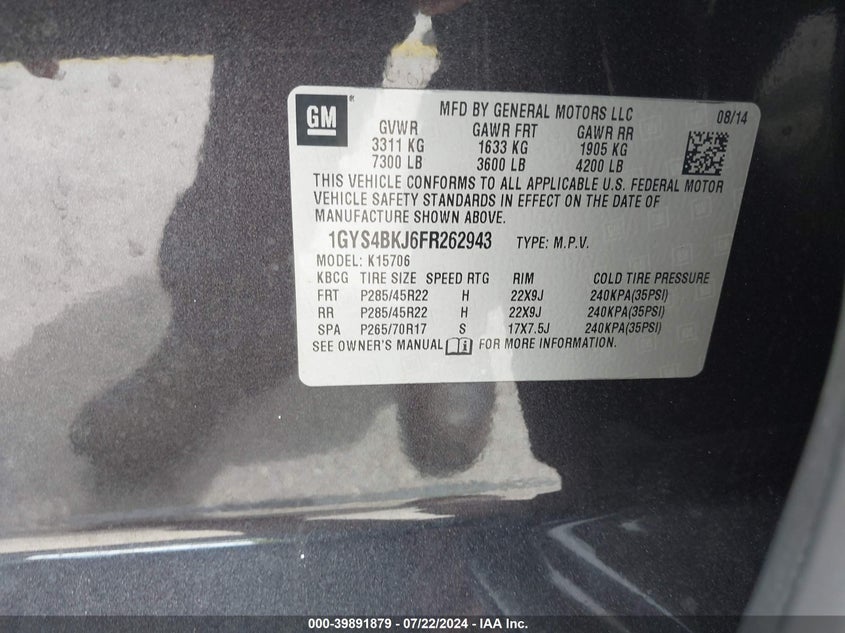 GM ®
MFD BY GENERAL MOTORS LLC 08/14
GVWR GAWR FRT GAWR RR
3311 KG 1633 KG 1905 KG
7300 LB 3600 LB 4200 LB
THIS VEHICLE CONFORMS TO ALL APPLICABLE U.S. FEDERAL MOTOR
VEHICLE SAFETY STANDARDS IN EFFECT ON THE DATE OF
MANUFACTURE SHOWN ABOVE.
1GYS4BKJ6FR262943 TYPE: M.P.V.
MODEL: K15706
KBCG TIRE SIZE SPEED RTG RIM COLD TIRE PRESSURE
FRT P285/45R22 H 22X9J 240KPA(35PSI)
RR P285/45R22 H 22X9J 240KPA(35PSI)
SPA P265/70R17 S 17X7.5J 240KPA(35PSI)
SEE OWNER'S MANUAL FOR MORE INFORMATION.
000-39891879 / 07/22/2024 - IAA Inc.